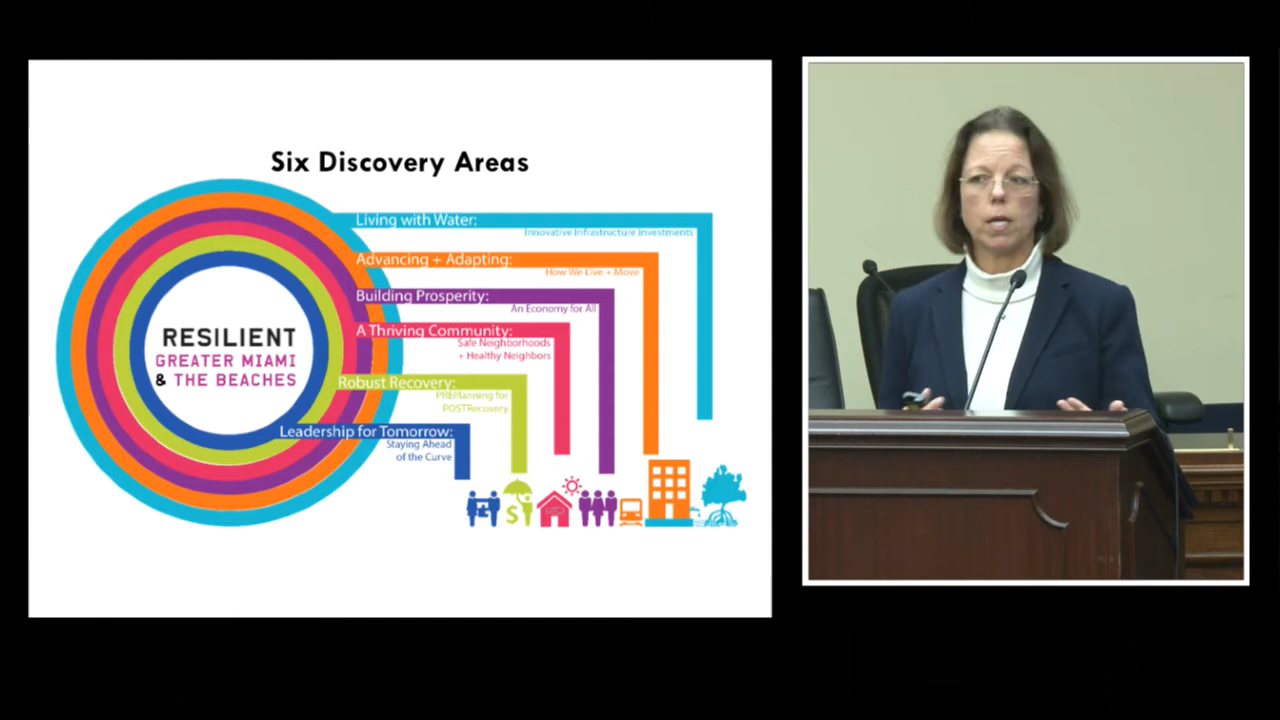 Six Discovery Areas
RESILIENT
GREATER MIAMI
& THE BEACHES
Living with Water:
Innovative Infrastructure Investments
Advancing + Adapting:
How We Live + Move
Building Prosperity:
An Economy for All
A Thriving Community:
Safe Neighborhoods
+ Healthy Neighbors
Robust Recovery:
PREPlanning for
POSTRecovery
Leadership for Tomorrow:
Staying Ahead
of the Curve
$